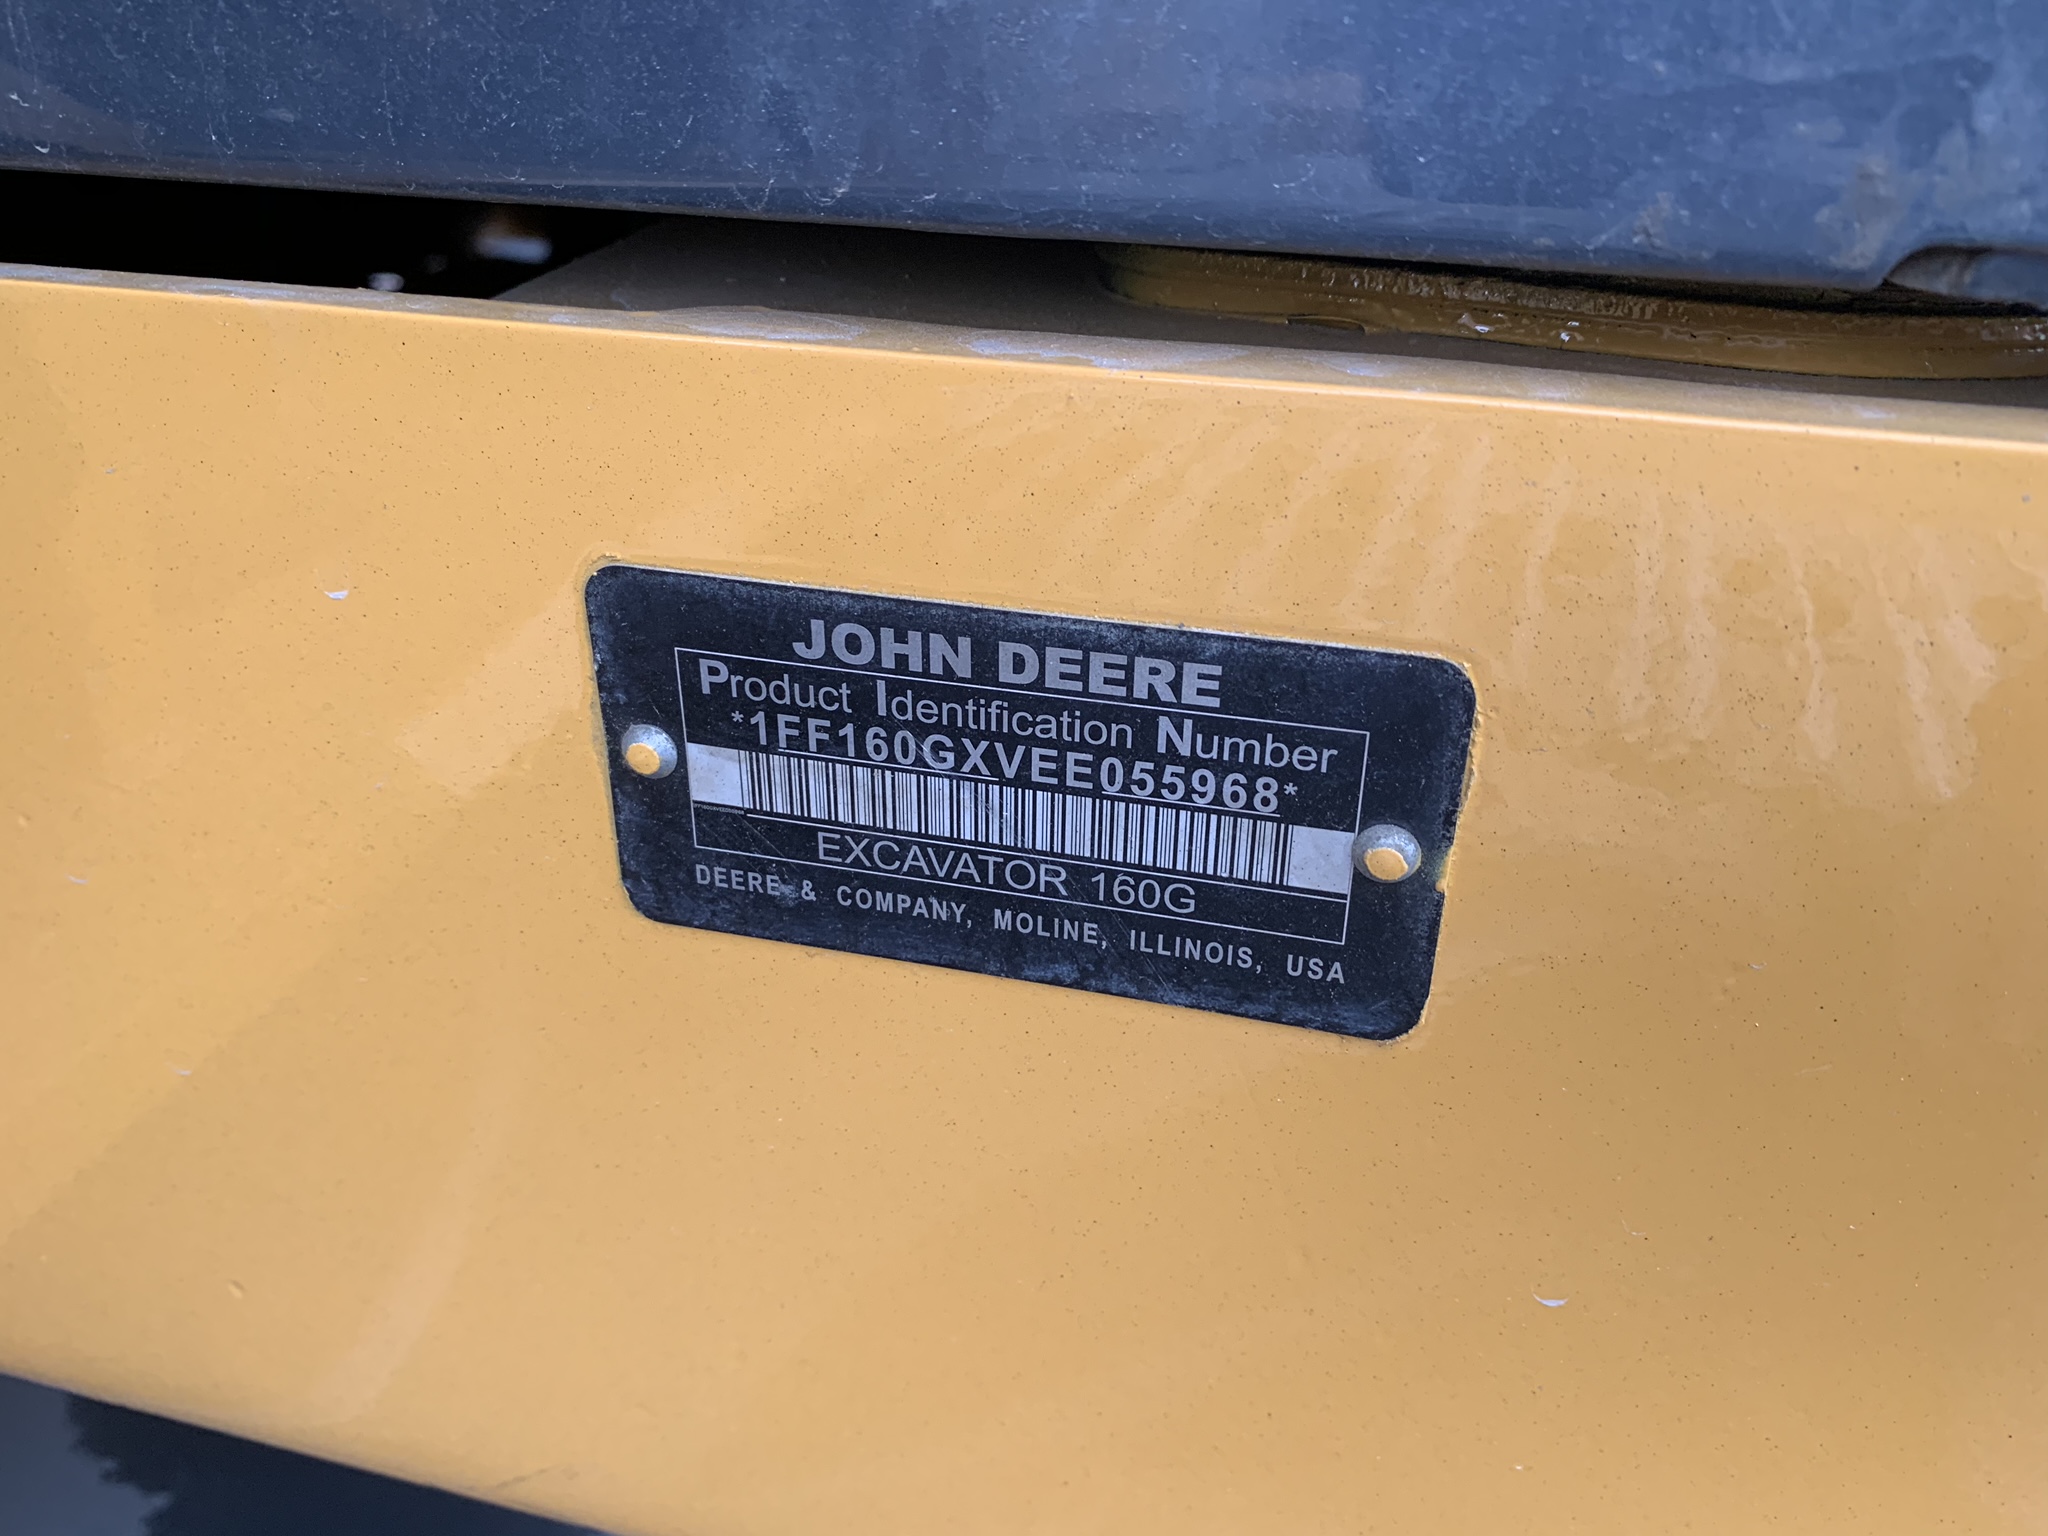 JOHN DEERE
Product Identification Number
*1FF160GXVEE055968*
EXCAVATOR 160G
DEERE & COMPANY, MOLINE, ILLINOIS, USA